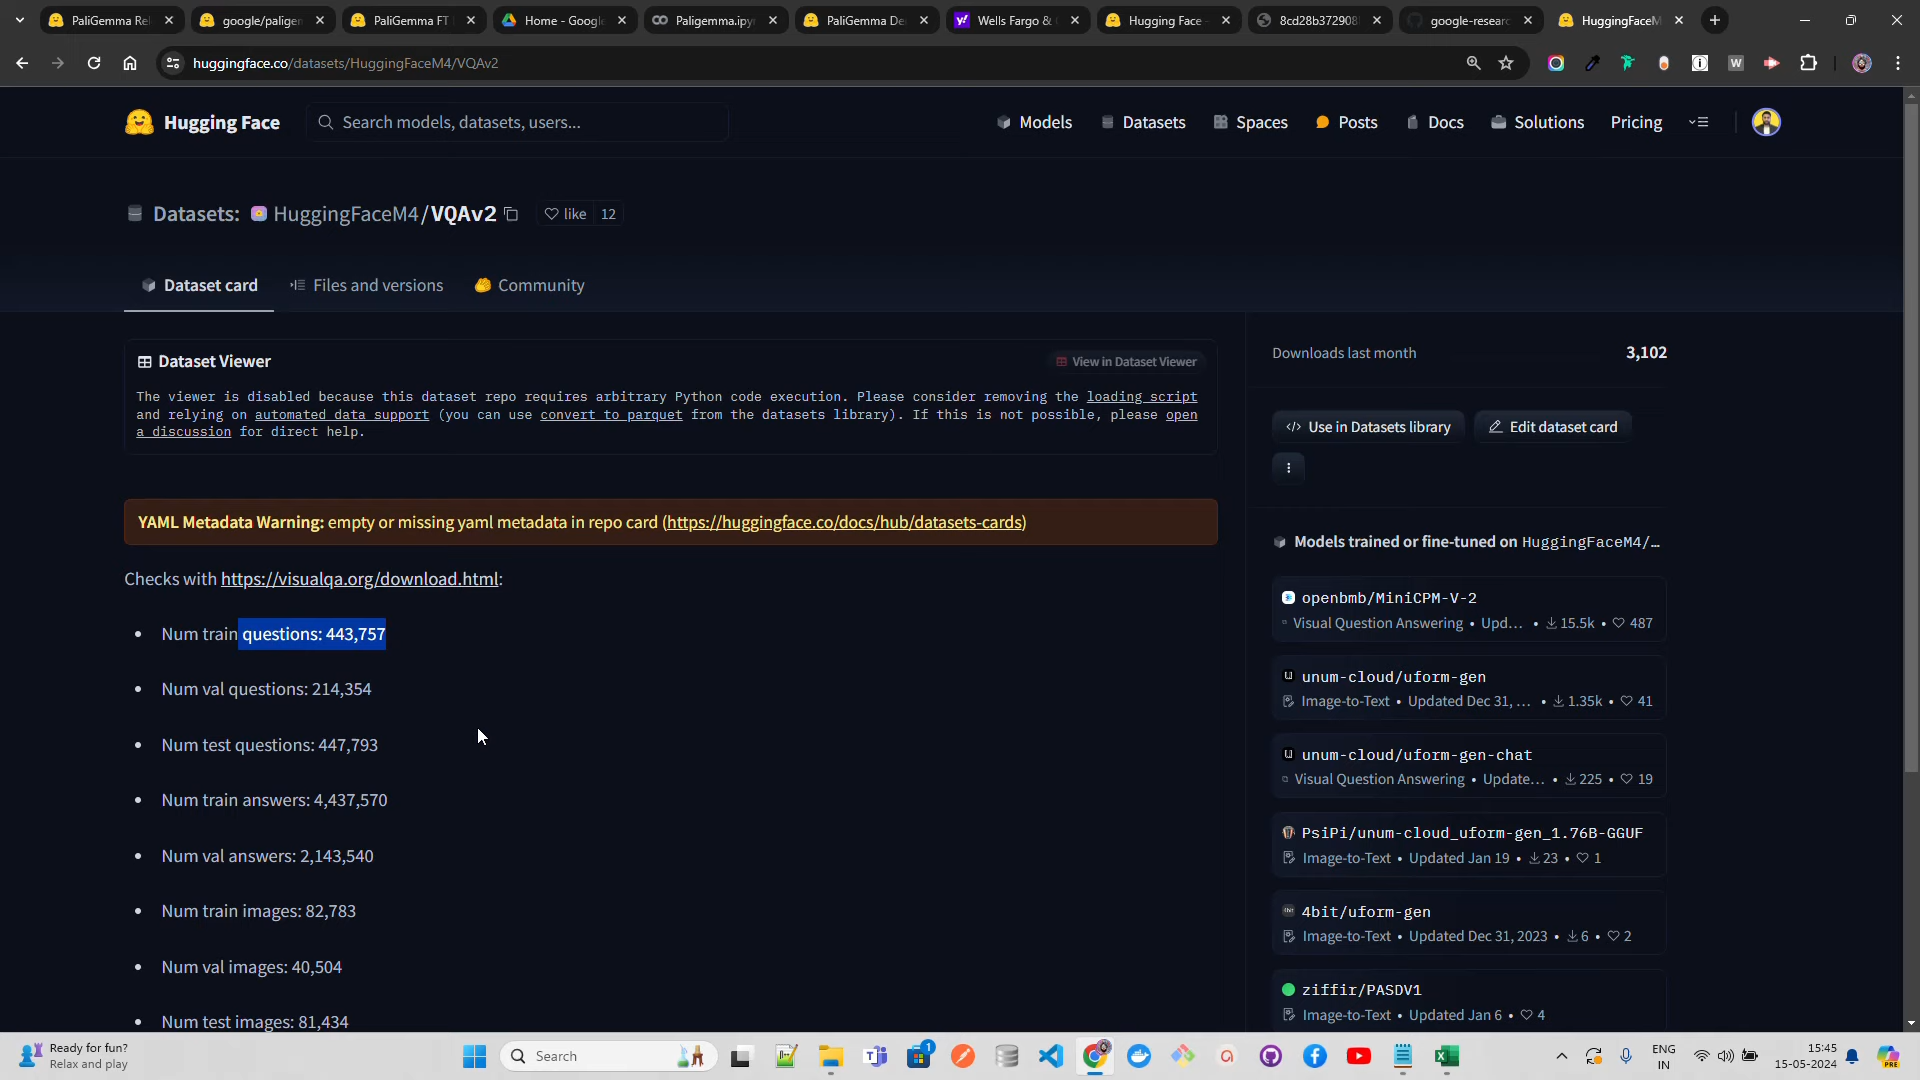 PaliGemma Rel
google/paligen
PaliGemma FT
Home - Google
Paligemma.ipy
PaliGemma De
Wells Fargo &
Hugging Face -
8cd28b372908
google-researc
HuggingFaceM
huggingface.co/datasets/HuggingFaceM4/VQAv2
Hugging Face
Search models, datasets, users...
Models
Datasets
Spaces
Posts
Docs
Solutions
Pricing
Datasets: HuggingFaceM4/VQAv2
like 12
Dataset card
Files and versions
Community
Dataset Viewer
View in Dataset Viewer
The viewer is disabled because this dataset repo requires arbitrary Python code execution. Please consider removing the loading script
and relying on automated data support (you can use convert to parquet from the datasets library). If this is not possible, please open
a discussion for direct help.
YAML Metadata Warning: empty or missing yaml metadata in repo card (https://huggingface.co/docs/hub/datasets-cards)
Checks with https://visualqa.org/download.html:
• Num train questions: 443,757
• Num val questions: 214,354
• Num test questions: 447,793
• Num train answers: 4,437,570
• Num val answers: 2,143,540
• Num train images: 82,783
• Num val images: 40,504
• Num test images: 81,434
Downloads last month 3,102
Use in Datasets library
Edit dataset card
Models trained or fine-tuned on HuggingFaceM4/…
openbmb/MiniCPM-V-2
Visual Question Answering • Upd... • 15.5k • 487
unum-cloud/uform-gen
Image-to-Text • Updated Dec 31, ... • 1.35k • 41
unum-cloud/uform-gen-chat
Visual Question Answering • Update... • 225 • 19
PsiPi/unum-cloud_uform-gen_1.76B-GGUF
Image-to-Text • Updated Jan 19 • 23 • 1
4bit/uform-gen
Image-to-Text • Updated Dec 31, 2023 • 6 • 2
ziffir/PASDV1
Image-to-Text • Updated Jan 6 • 4
Ready for fun?
Relax and play
Search
1
ENG
IN
15:45
15-05-2024
PRE